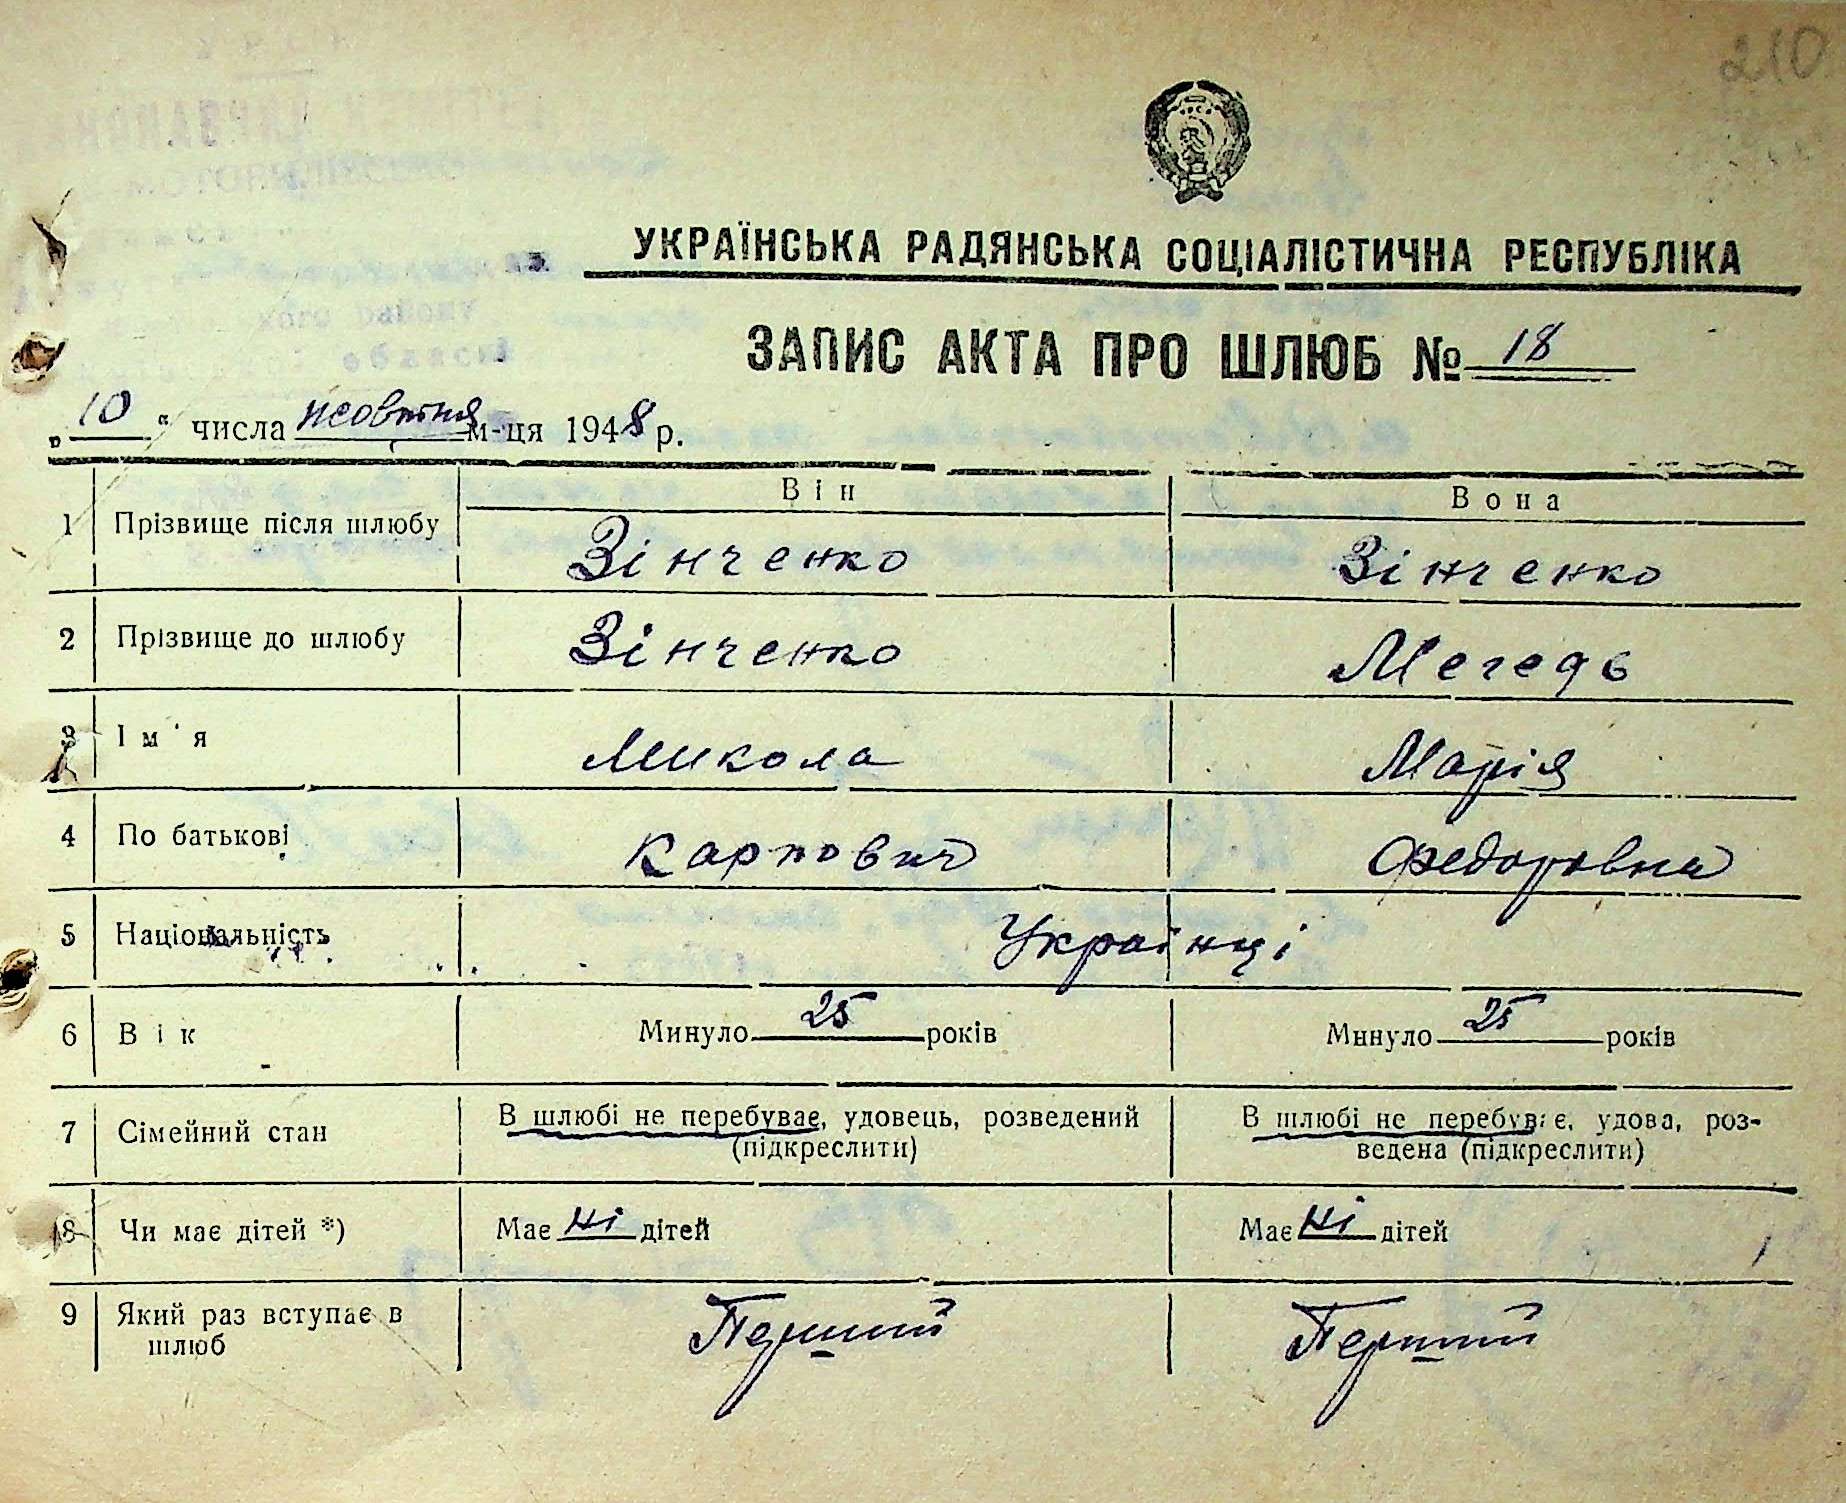 210
УКРАЇНСЬКА РАДЯНСЬКА СОЦІАЛІСТИЧНА РЕСПУБЛІКА
ЗАПИС АКТА ПРО ШЛЮБ № 18
„10“ числа жовтня м-ця 1948 р.
Він Вона
1 Прізвище після шлюбу Зінченко Зінченко
2 Прізвище до шлюбу Зінченко Мегедь
3 Ім'я Микола Марія
4 По батькові Карпович Федоровна
5 Національність Українці
6 Вік Минуло 25 років Минуло 25 років
7 Сімейний стан В шлюбі не перебуває, удовець, розведений В шлюбі не перебуває, удова, роз-
(підкреслити) ведена (підкреслити)
8 Чи має дітей *) Має ні дітей Має ні дітей
9 Який раз вступає в Перший Перший
шлюб